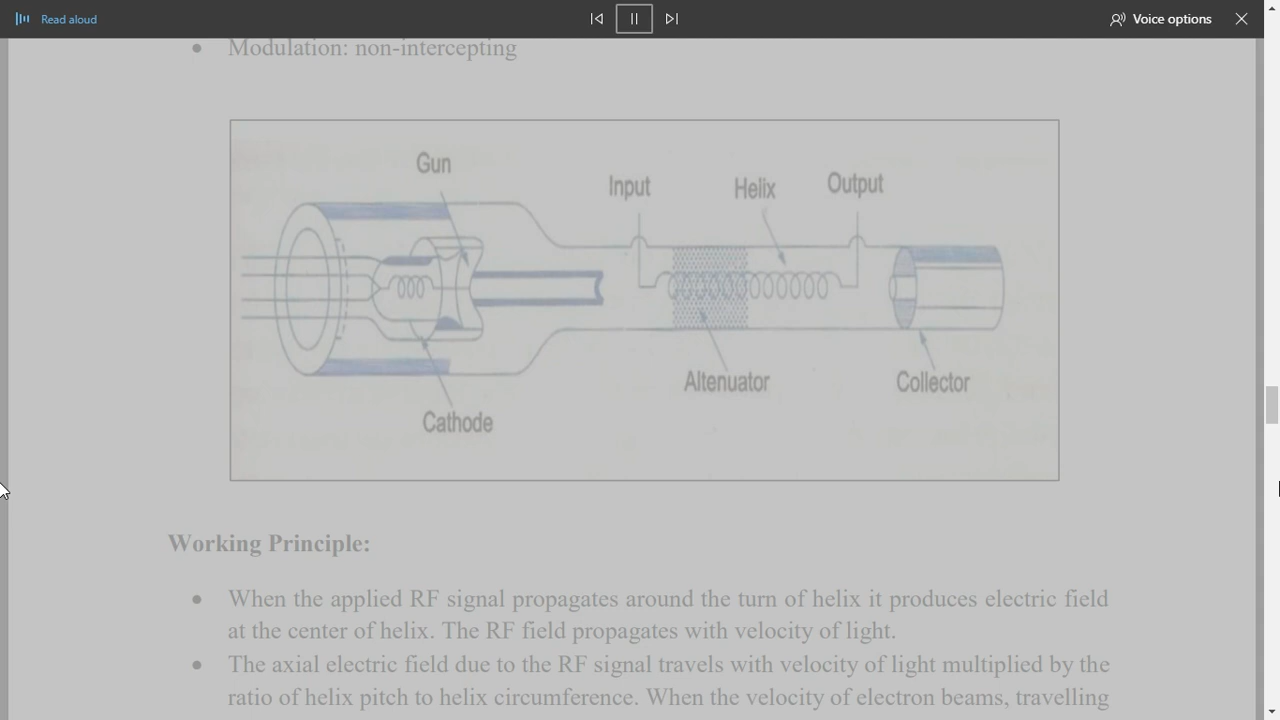 Read aloud
Voice options
• Modulation: non-intercepting
Gun
Input
Helix
Output
Altenuator
Collector
Cathode
Working Principle:
• When the applied RF signal propagates around the turn of helix it produces electric field
at the center of helix. The RF field propagates with velocity of light.
• The axial electric field due to the RF signal travels with velocity of light multiplied by the
ratio of helix pitch to helix circumference. When the velocity of electron beams, travelling